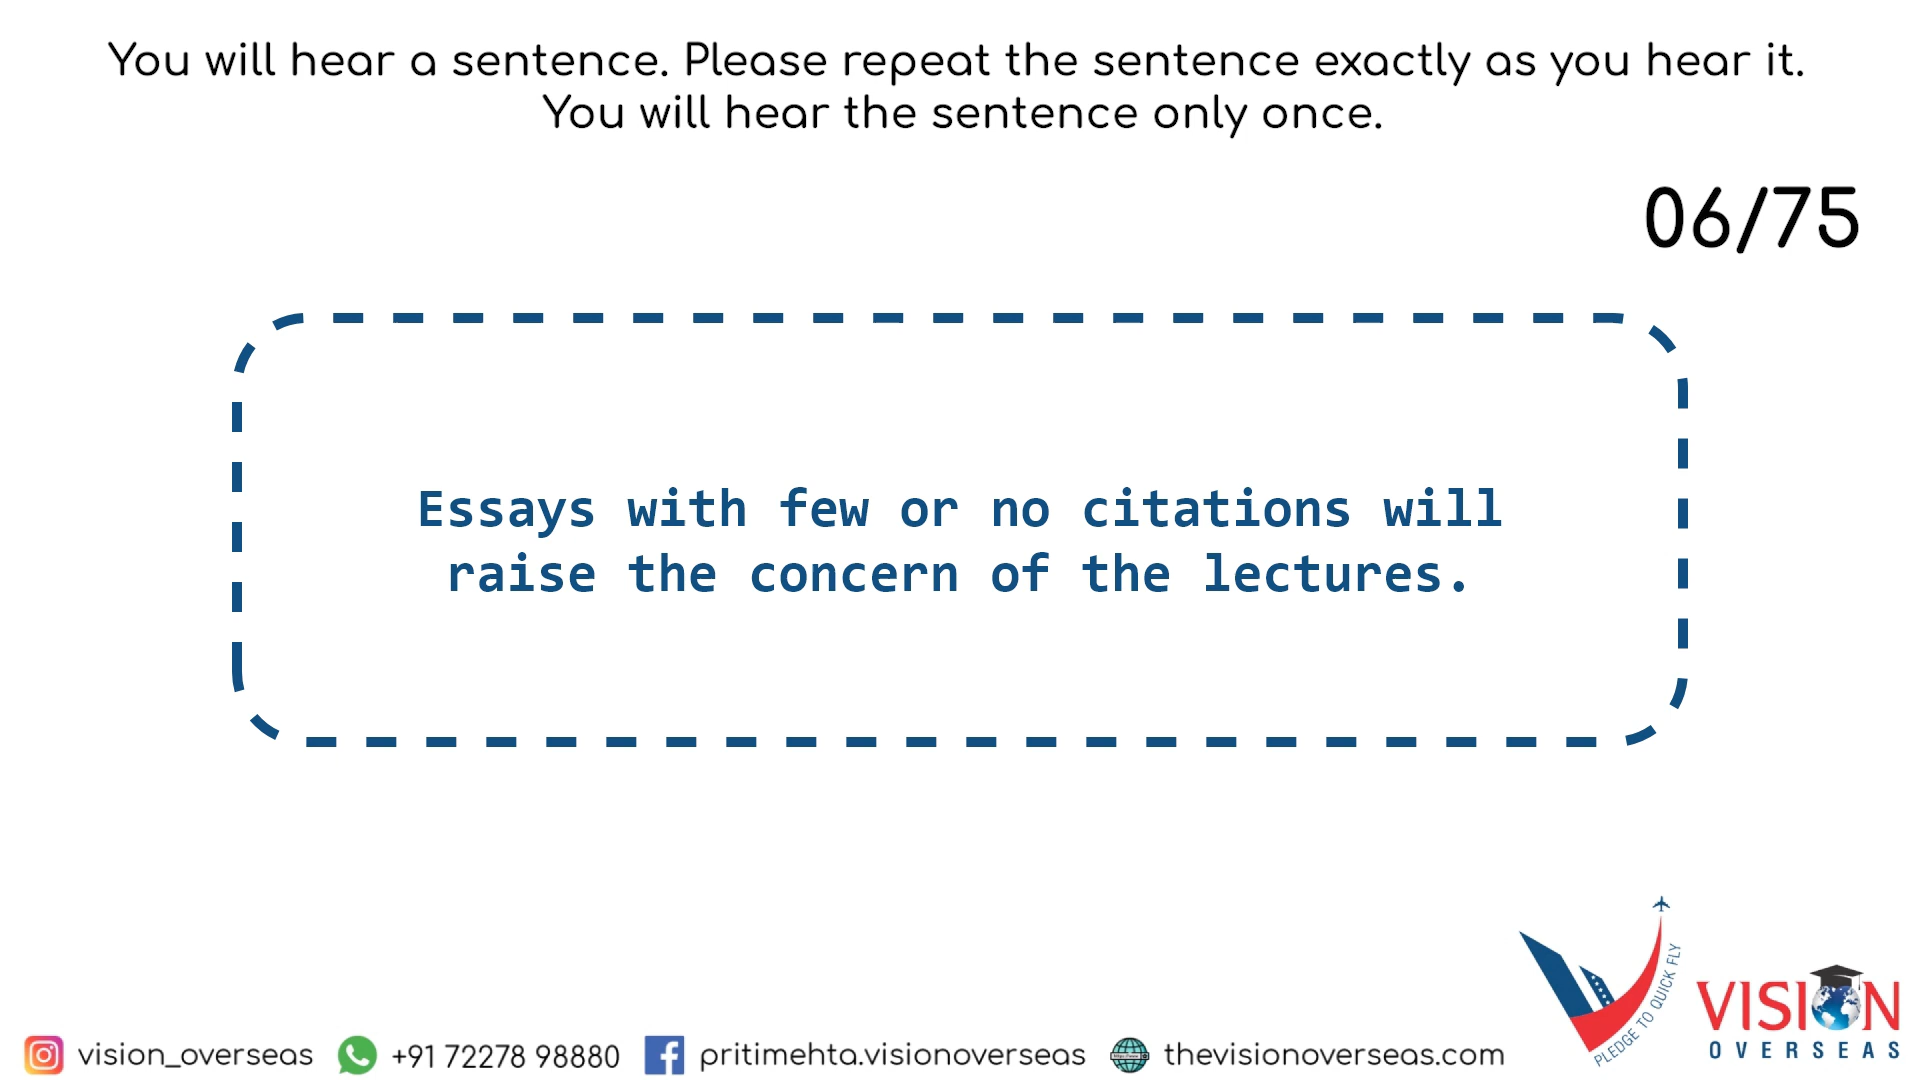 You will hear a sentence. Please repeat the sentence exactly as you hear it.
You will hear the sentence only once.
06/75
Essays with few or no citations will
raise the concern of the lectures.
PLEDGE TO QUICK FLY
VISION
OVERSEAS
vision_overseas
+91 72278 98880
pritimehta.visionoverseas
thevisionoverseas.com